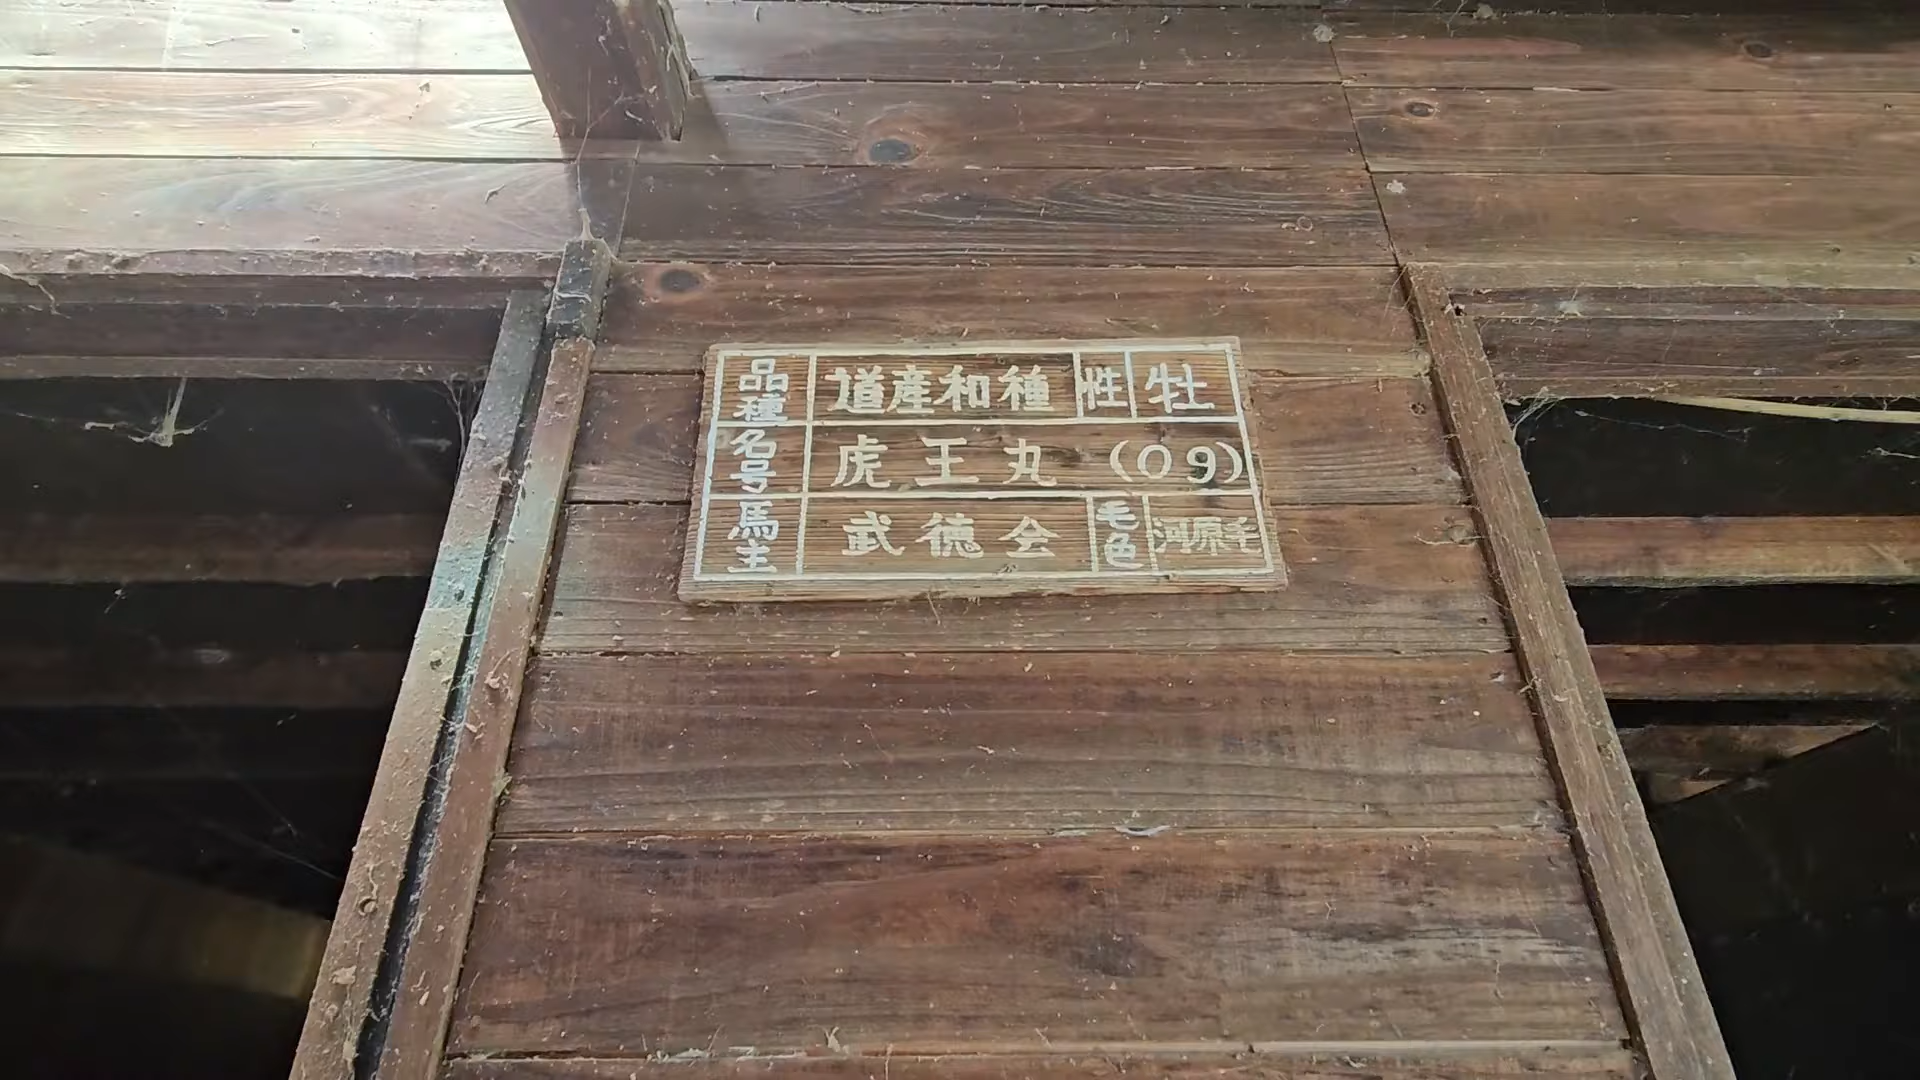 品種 道産和種 性 牡
名号 虎王丸 (09)
馬主 武徳会 毛色 河原毛